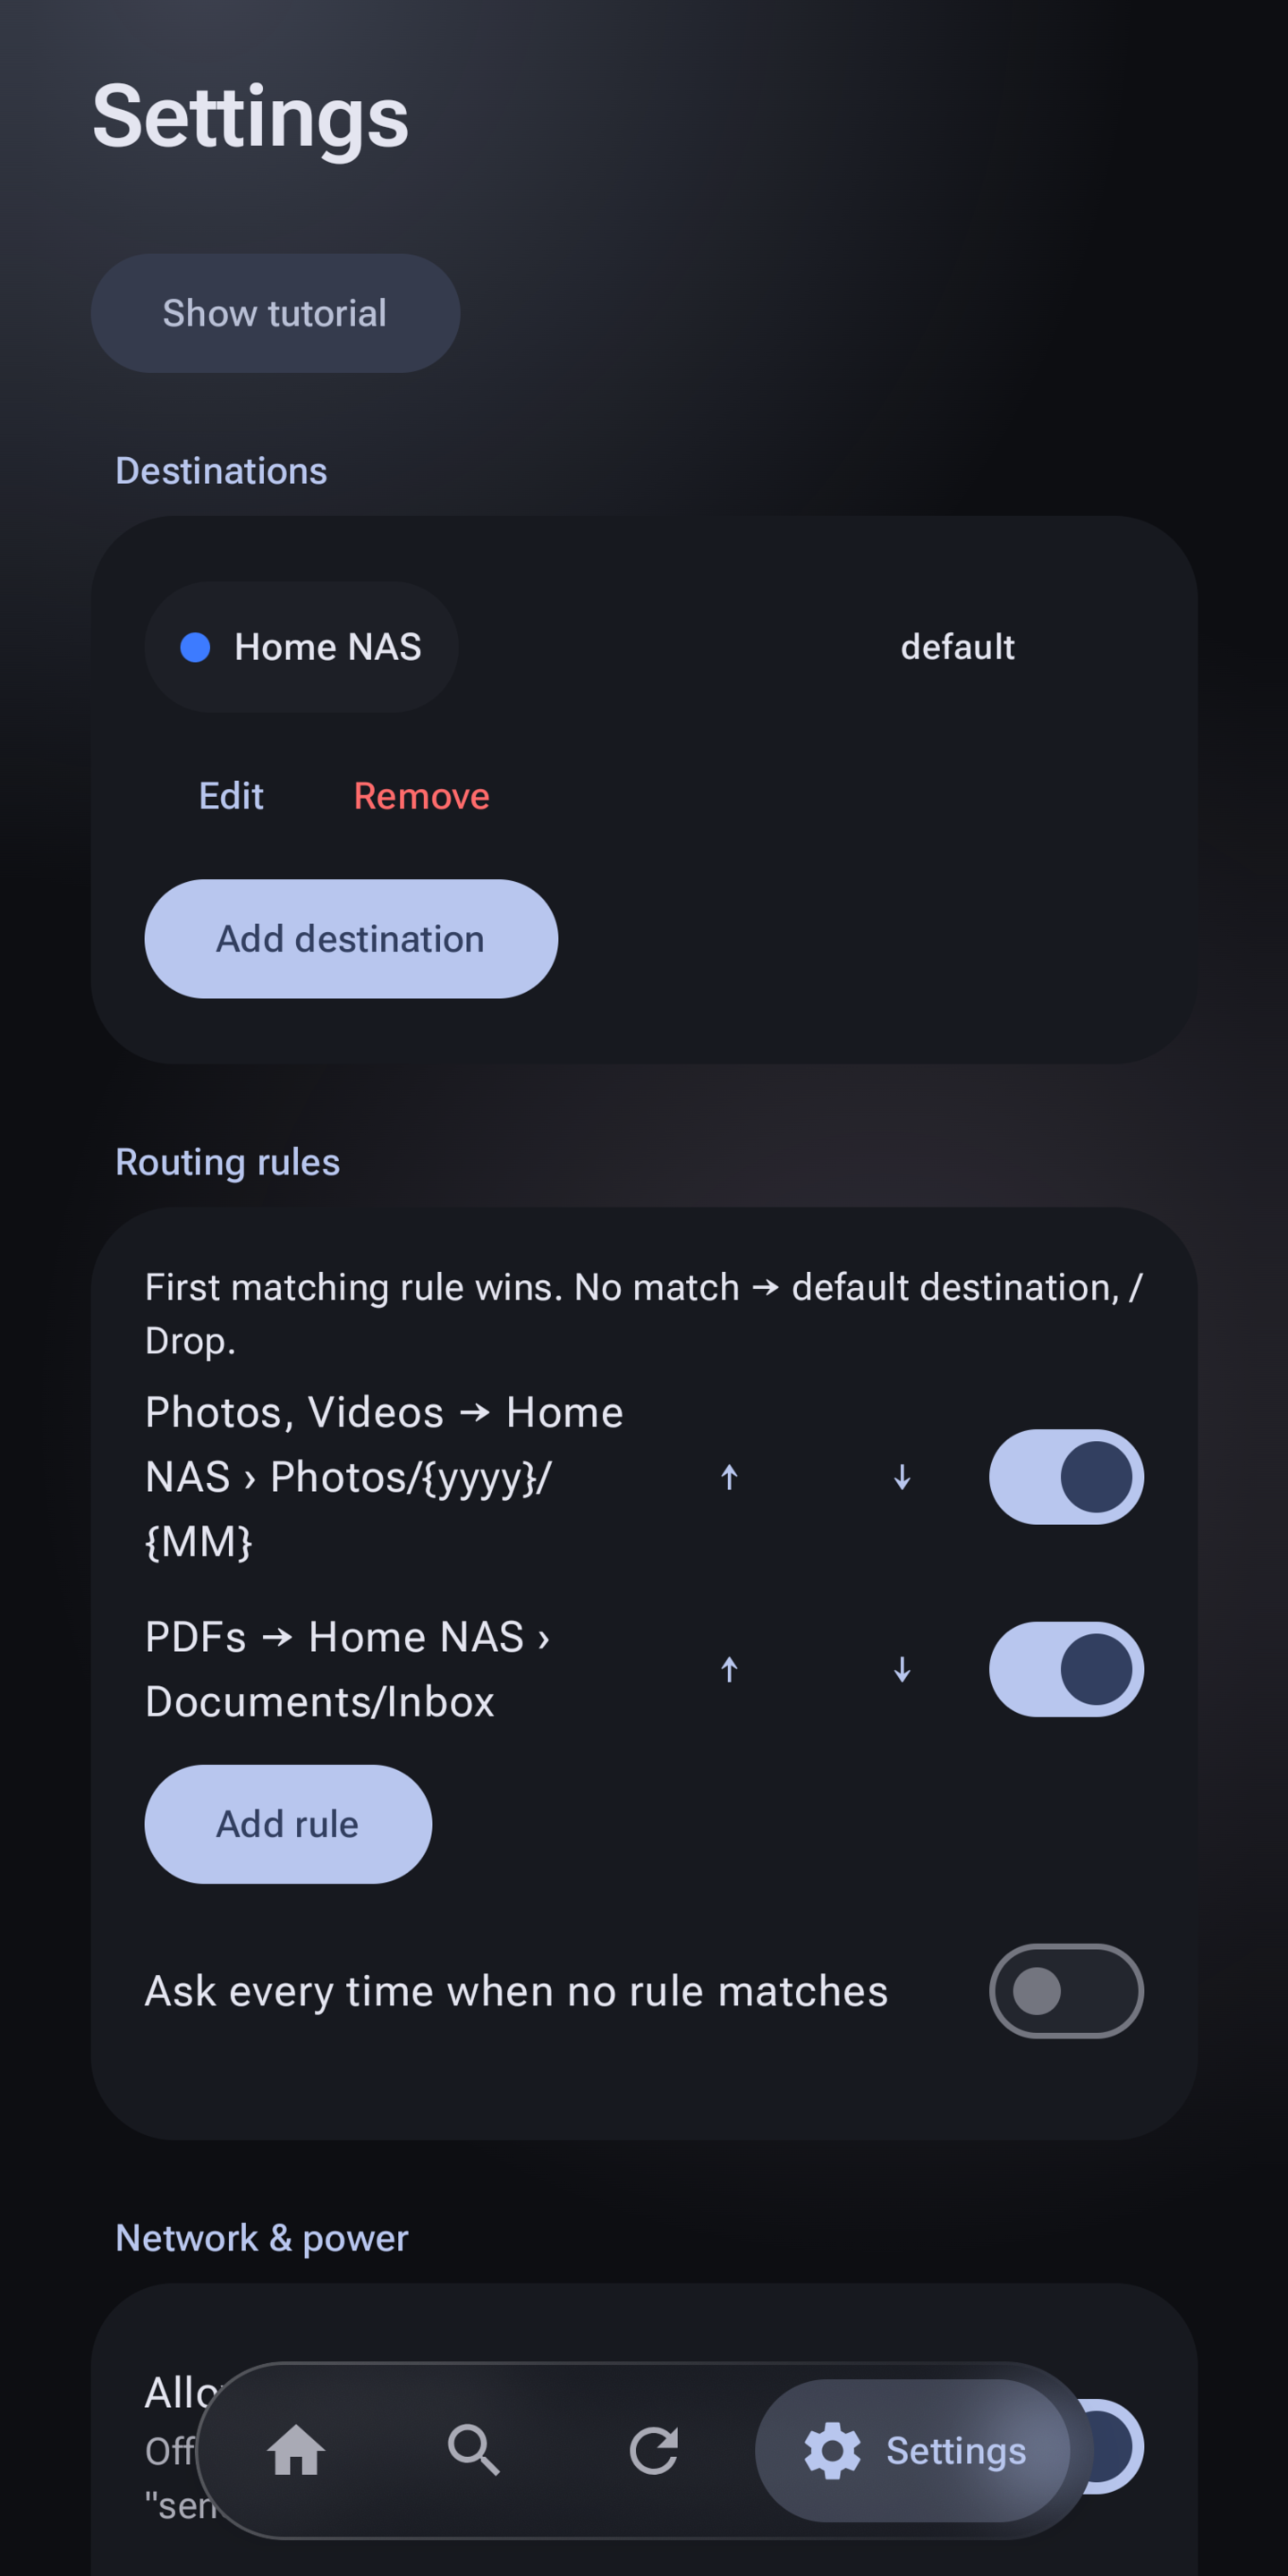 Settings
Show tutorial
Destinations
Home NAS
default
Edit
Remove
Add destination
Routing rules
First matching rule wins. No match → default destination, /
Drop.
Photos, Videos → Home
NAS › Photos/{yyyy}/
{MM}
↑
↓
PDFs → Home NAS ›
Documents/Inbox
↑
↓
Add rule
Ask every time when no rule matches
Network & power
Settings